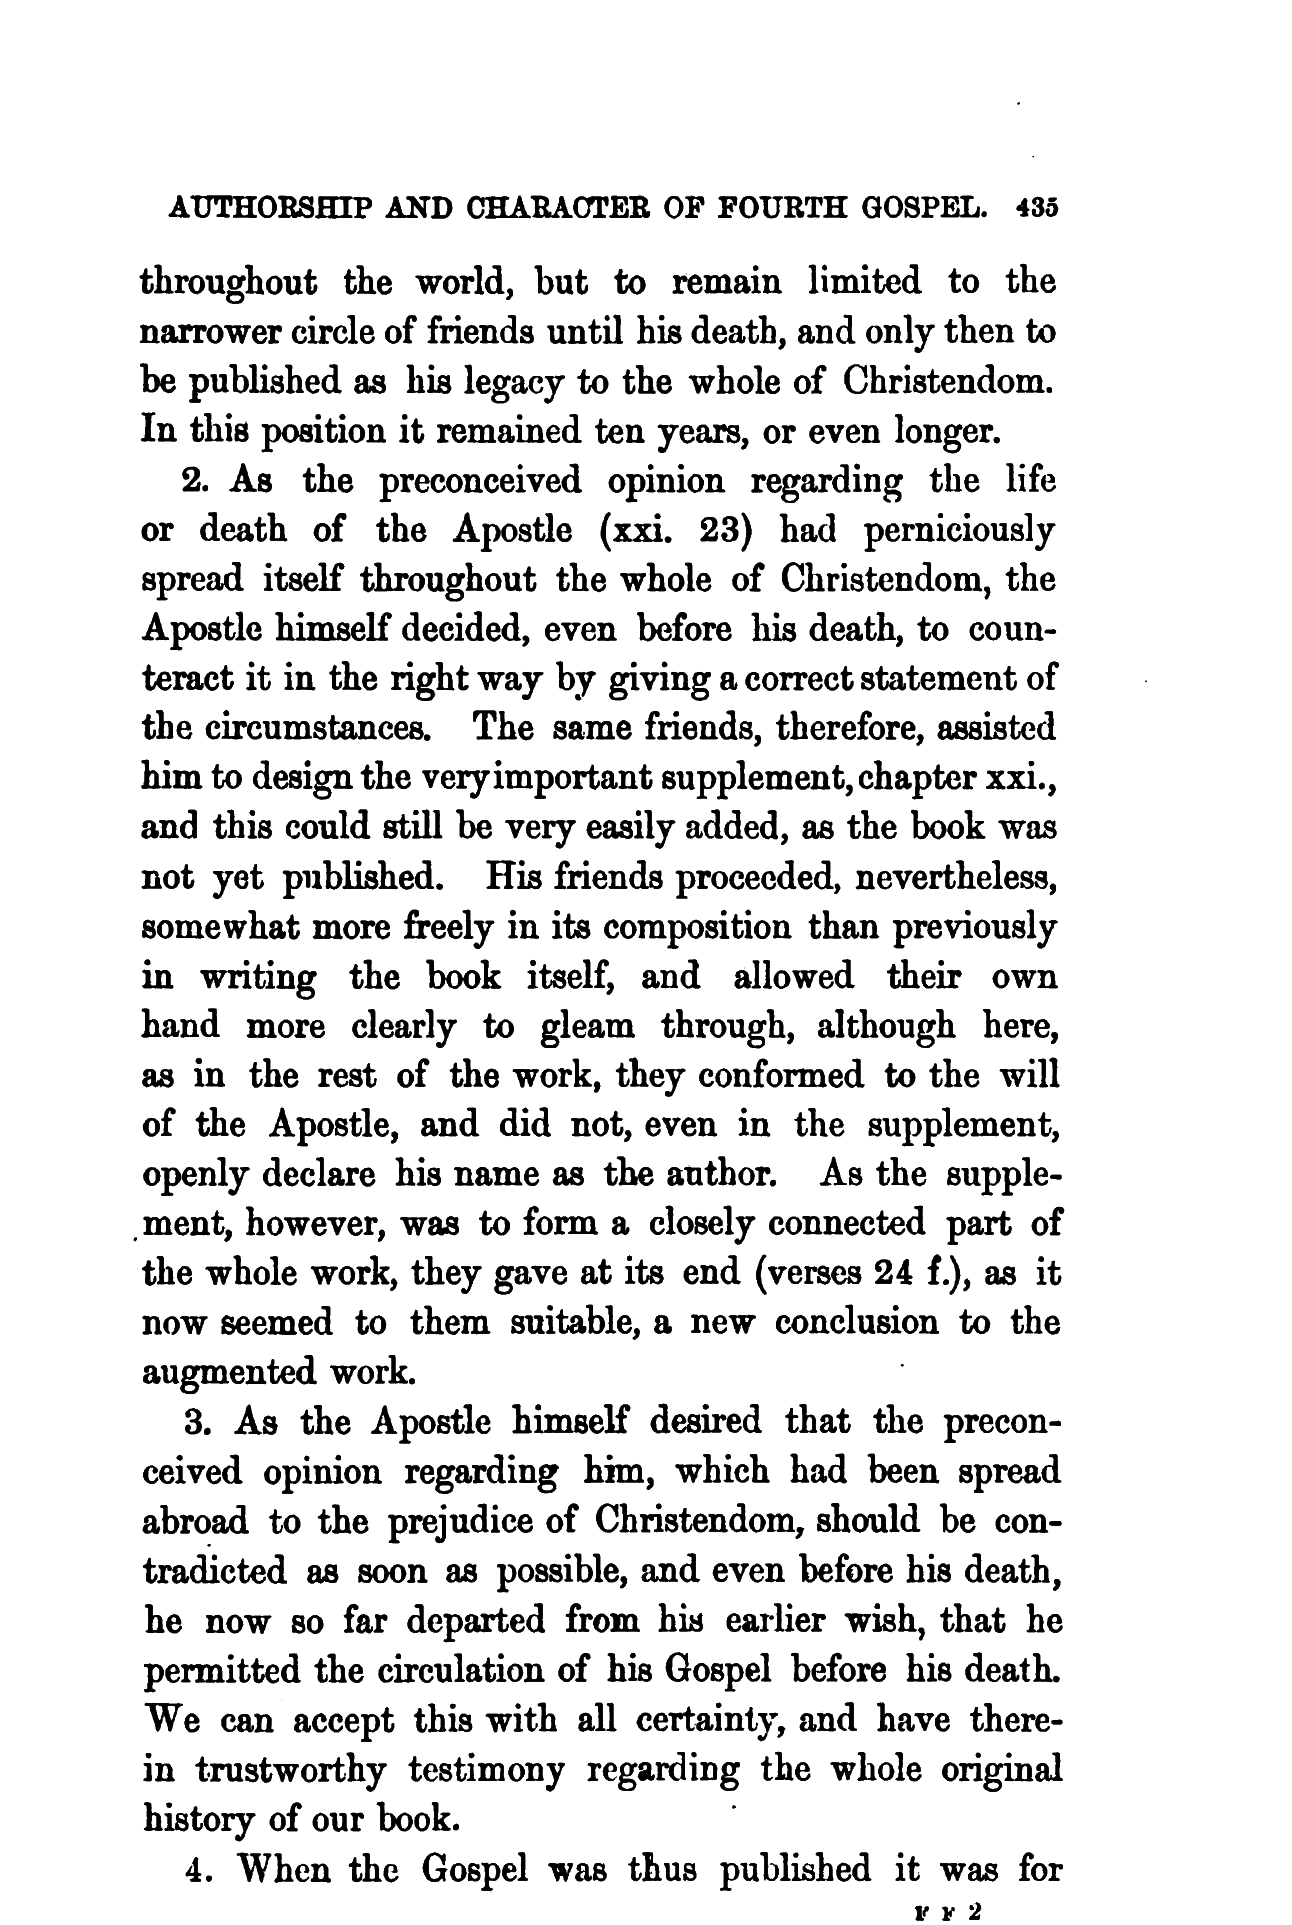 AUTHORSHIP AND CHARACTER OF FOURTH GOSPEL. 435
throughout the world, but to remain limited to the
narrower circle of friends until his death, and only then to
be published as his legacy to the whole of Christendom.
In this position it remained ten years, or even longer.
2. As the preconceived opinion regarding the life
or death of the Apostle (xxi. 23) had perniciously
spread itself throughout the whole of Christendom, the
Apostle himself decided, even before his death, to coun-
teract it in the right way by giving a correct statement of
the circumstances. The same friends, therefore, assisted
him to design the very important supplement, chapter xxi.,
and this could still be very easily added, as the book was
not yet published. His friends proceeded, nevertheless,
somewhat more freely in its composition than previously
in writing the book itself, and allowed their own
hand more clearly to gleam through, although here,
as in the rest of the work, they conformed to the will
of the Apostle, and did not, even in the supplement,
openly declare his name as the author. As the supple-
ment, however, was to form a closely connected part of
the whole work, they gave at its end (verses 24 f.), as it
now seemed to them suitable, a new conclusion to the
augmented work.
3. As the Apostle himself desired that the precon-
ceived opinion regarding him, which had been spread
abroad to the prejudice of Christendom, should be con-
tradicted as soon as possible, and even before his death,
he now so far departed from his earlier wish, that he
permitted the circulation of his Gospel before his death.
We can accept this with all certainty, and have there-
in trustworthy testimony regarding the whole original
history of our book.
4. When the Gospel was thus published it was for
F F 2